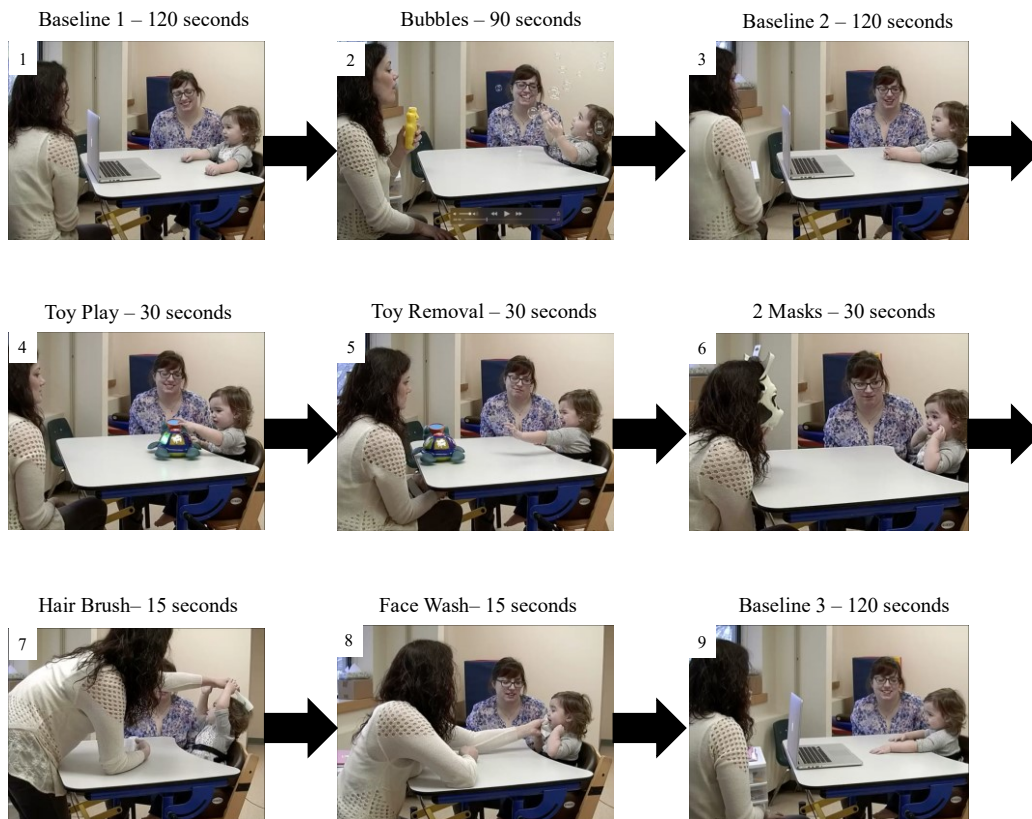 Baseline 1 – 120 seconds
Bubbles – 90 seconds
Baseline 2 – 120 seconds
1
2
3
Toy Play – 30 seconds
Toy Removal – 30 seconds
2 Masks – 30 seconds
4
5
6
Hair Brush– 15 seconds
Face Wash– 15 seconds
Baseline 3 – 120 seconds
7
8
9